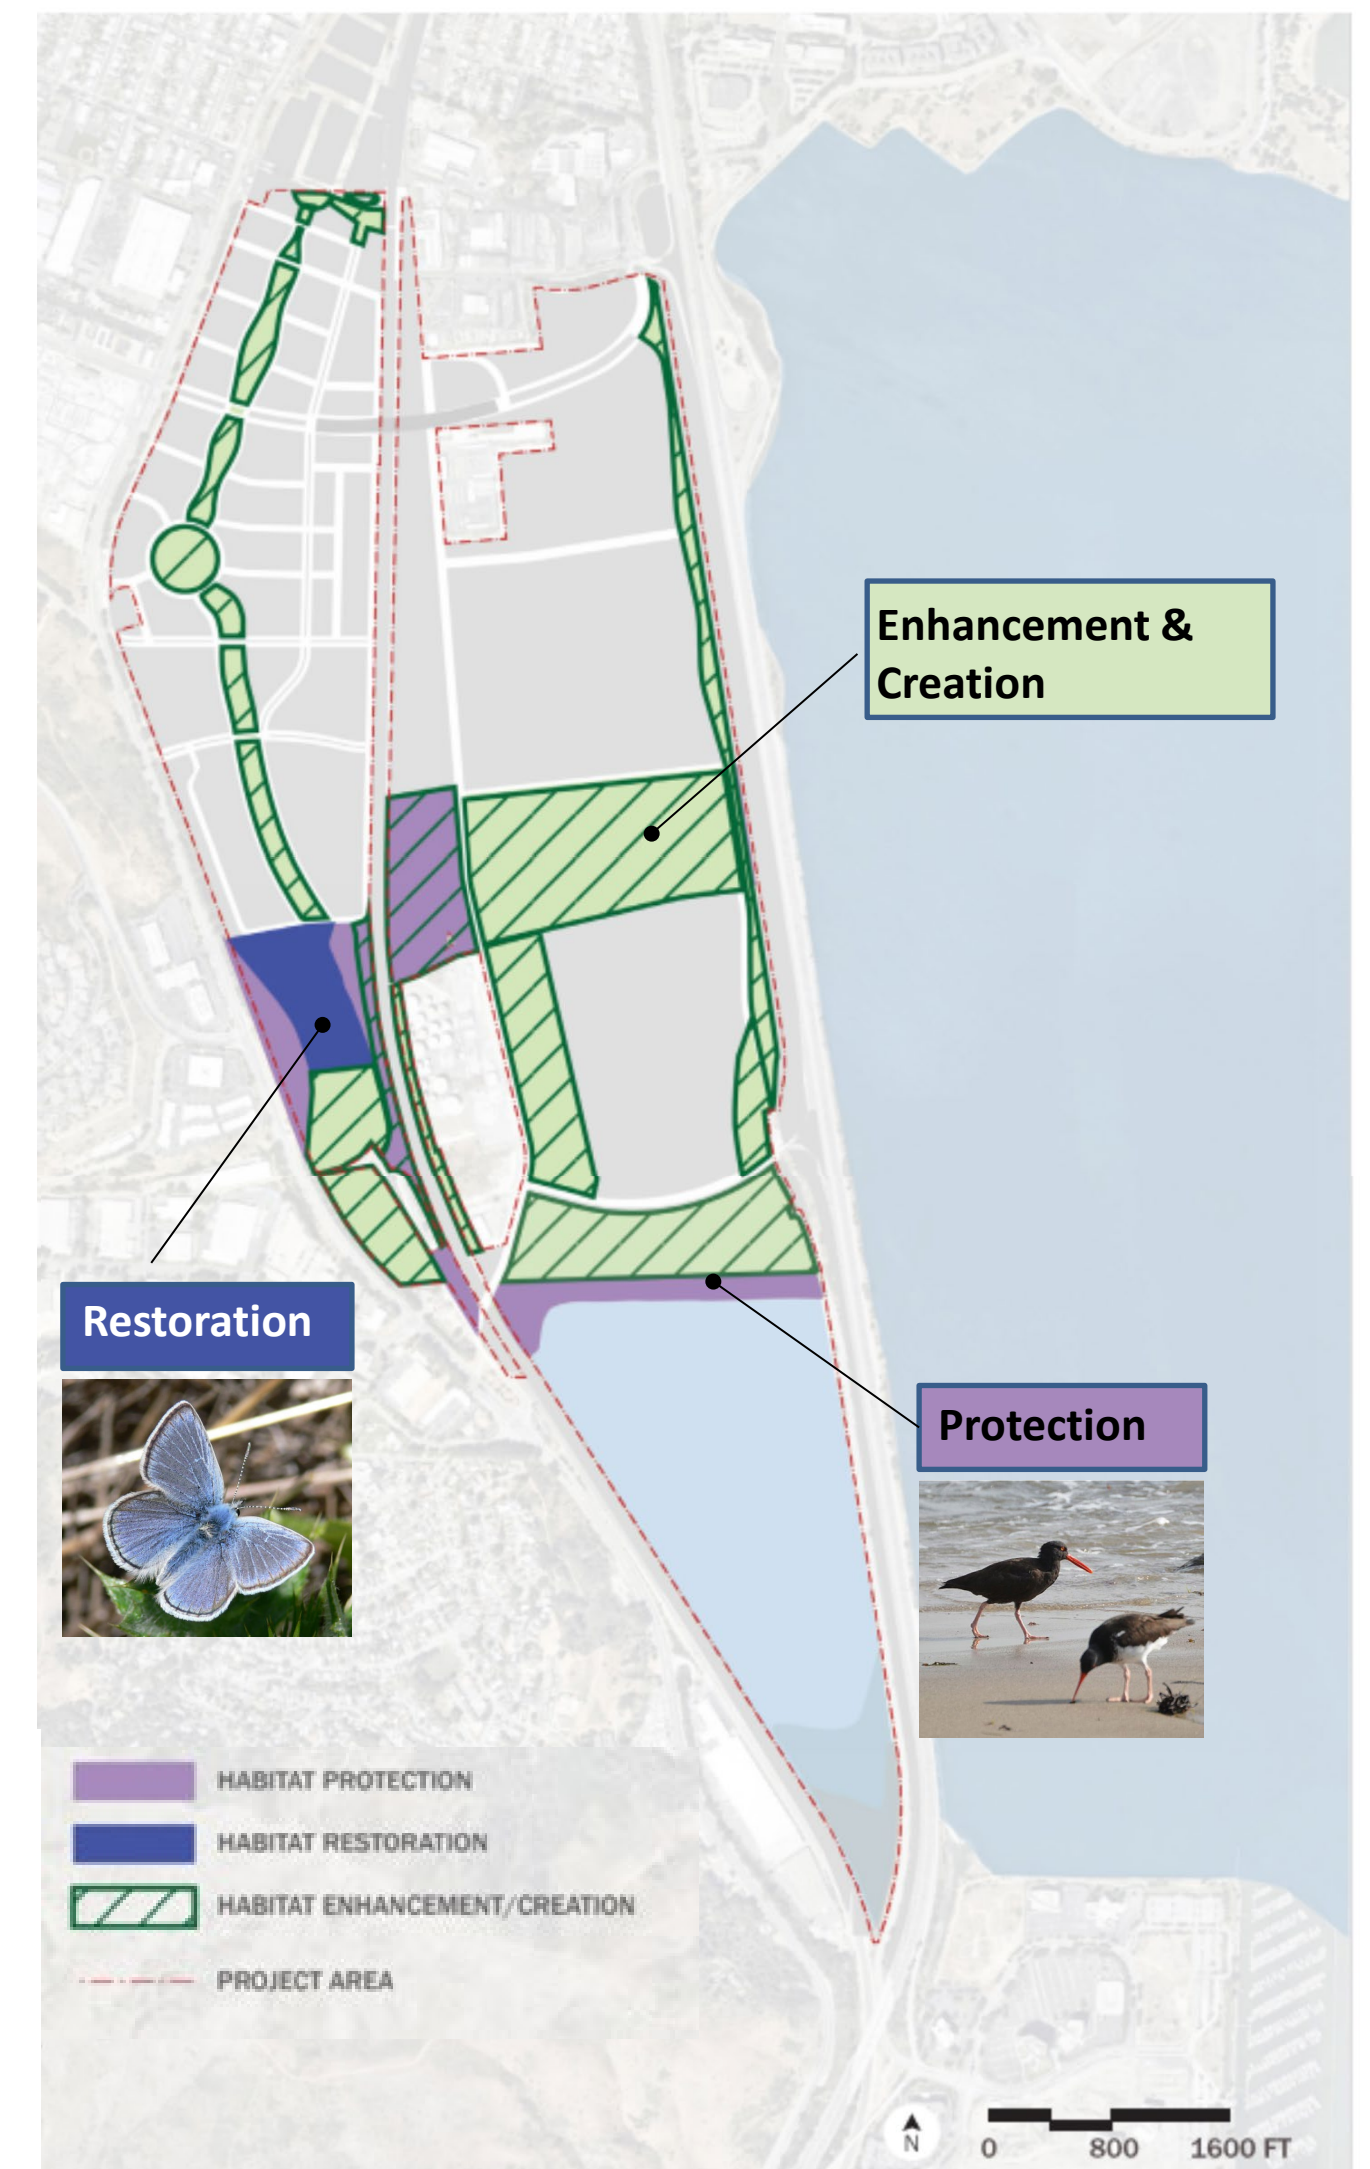 Enhancement &
Creation
Restoration
Protection
HABITAT PROTECTION
HABITAT RESTORATION
HABITAT ENHANCEMENT/CREATION
PROJECT AREA
N
0 800 1600 FT